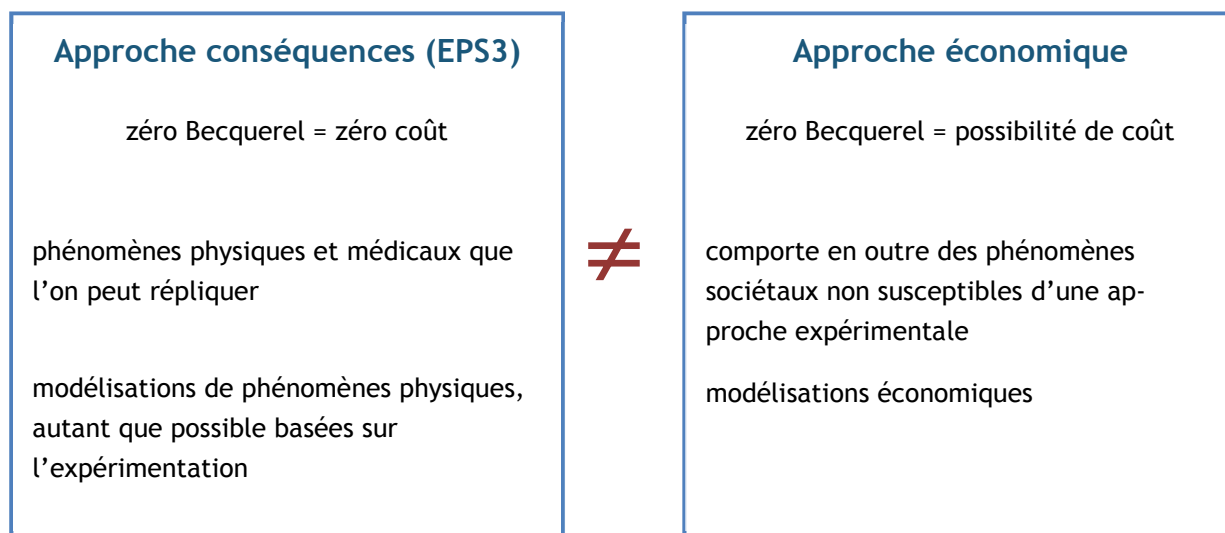 Approche conséquences (EPS3)
zéro Becquerel = zéro coût
phénomènes physiques et médicaux que
l’on peut répliquer
modélisations de phénomènes physiques,
autant que possible basées sur
l’expérimentation
≠
Approche économique
zéro Becquerel = possibilité de coût
comporte en outre des phénomènes
sociétaux non susceptibles d’une ap-
proche expérimentale
modélisations économiques